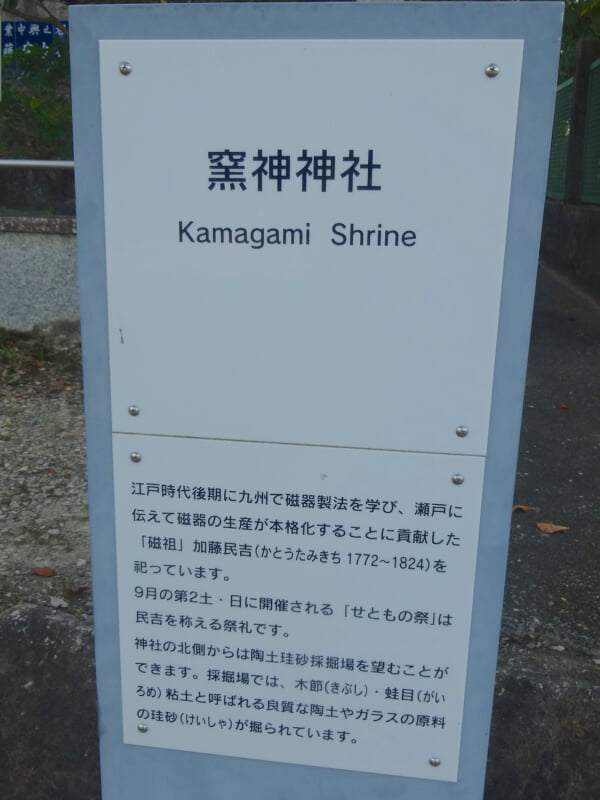 窯神神社
Kamagami Shrine
江戸時代後期に九州で磁器製法を学び、瀬戸に
伝えて磁器の生産が本格化することに貢献した
「磁祖」加藤民吉(かとうたみきち 1772～1824)を
祀っています。
9月の第2土・日に開催される「せともの祭」は
民吉を称える祭礼です。
神社の北側からは陶土珪砂採掘場を望むことが
できます。採掘場では、木節(きぶし)・蛙目(がい
ろめ)粘土と呼ばれる良質な陶土やガラスの原料
の珪砂(けいしゃ)が掘られています。